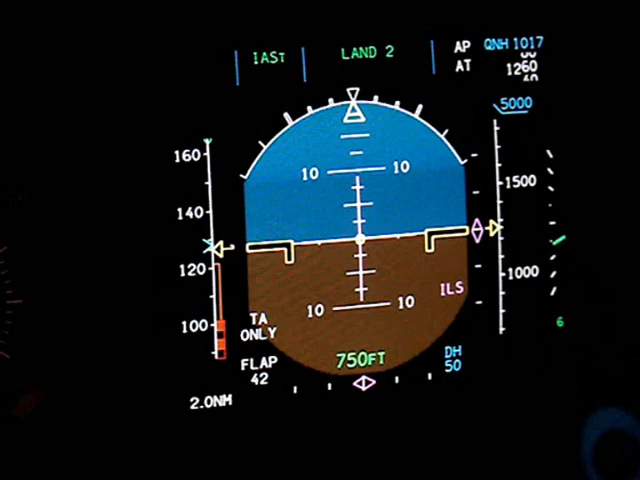 IAST LAND 2 AP QNH 1017
AT 1260
5000
160
140
120
100
10 10
10 10
1500
1000
ILS
TA
ONLY
FLAP
42
750FT
DH
50
6
2.0NM